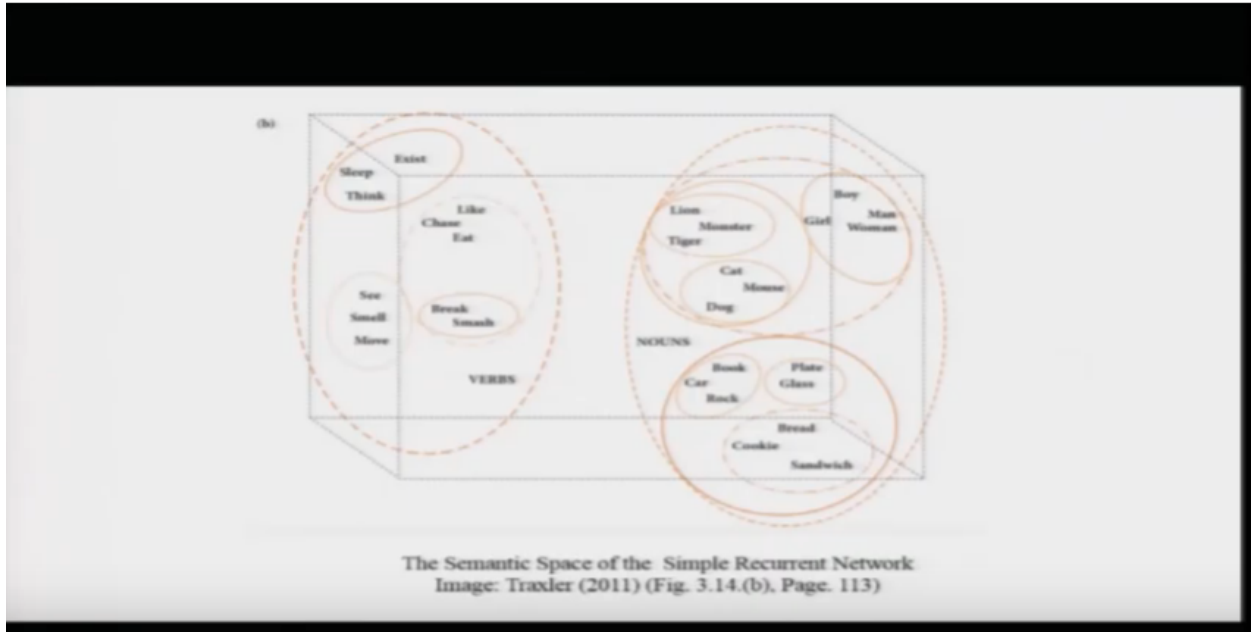 (b)
Exist
Sleep
Think
Like
Chase
Eat
See
Smell
Move
Break
Smash
VERBS
Lion
Monster
Tiger
Cat
Mouse
Dog
Boy
Girl
Man
Woman
NOUNS
Book
Car
Rock
Plate
Glass
Bread
Cookie
Sandwich
The Semantic Space of the Simple Recurrent Network
Image: Traxler (2011) (Fig. 3.14.(b), Page. 113)